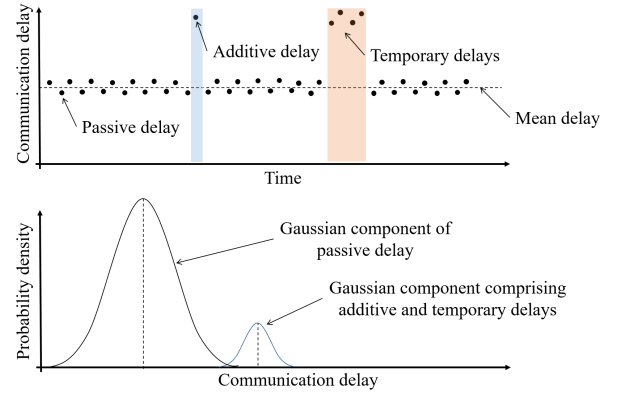 Communication delay
Additive delay
Temporary delays
Passive delay
Mean delay
Time
Probability density
Gaussian component of
passive delay
Gaussian component comprising
additive and temporary delays
Communication delay